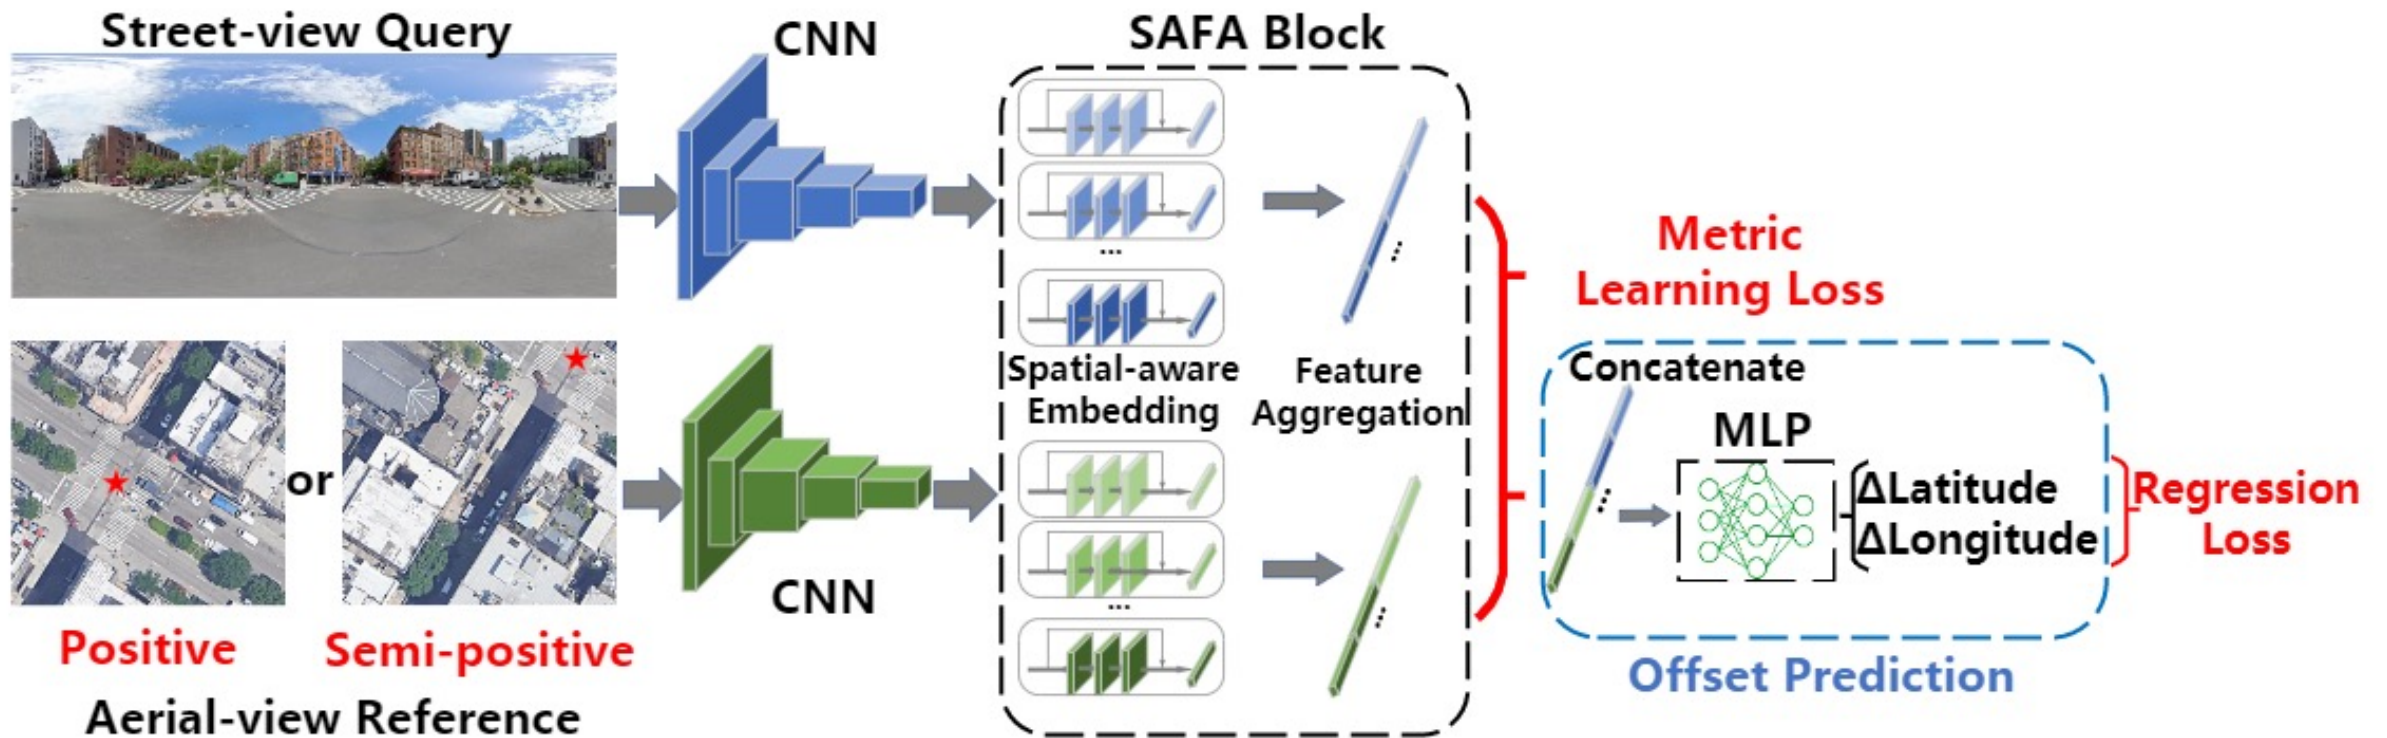 Street-view Query
CNN
SAFA Block
...
Spatial-aware
Embedding
Feature
Aggregation
...
CNN
or
Positive
Semi-positive
Aerial-view Reference
Metric
Learning Loss
Concatenate
MLP
ΔLatitude
ΔLongitude
Regression
Loss
Offset Prediction